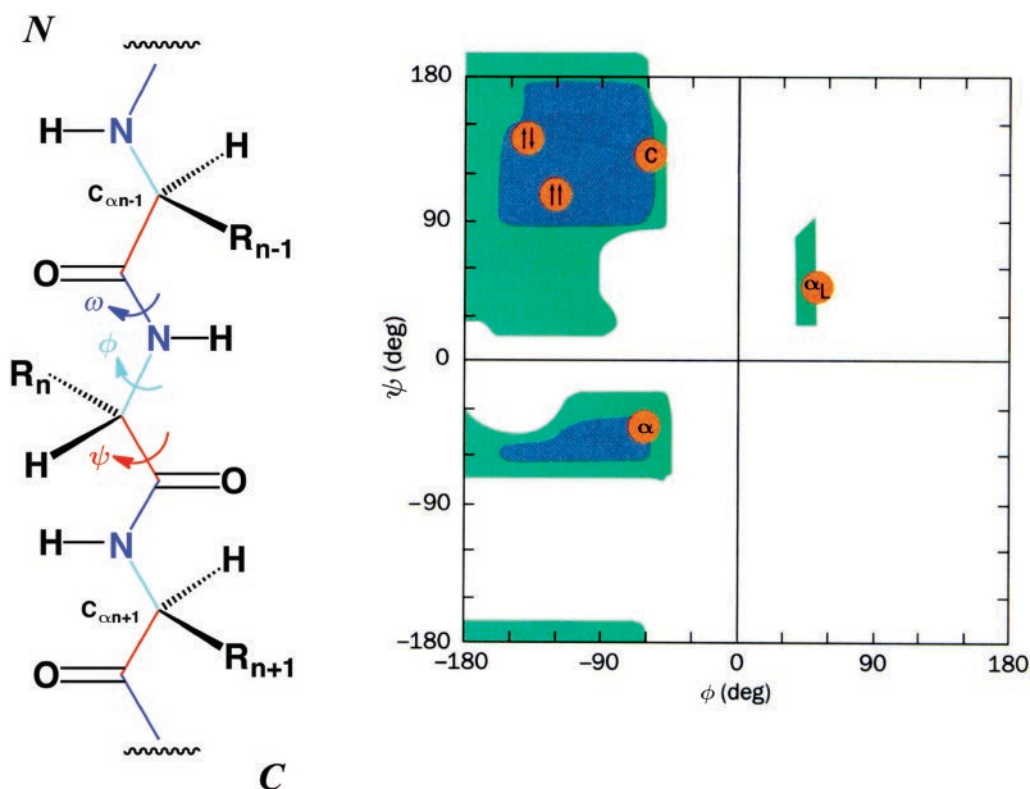 N
H N H
Cαn-1
Rn-1
O
ω
N H
ϕ
Rn
H
ψ
O
H N H
Cαn+1
Rn+1
O
C
180
90
0
−90
−180
ψ (deg)
↑↓
C
↑↑
αL
α
−180 −90 0 90 180
ϕ (deg)